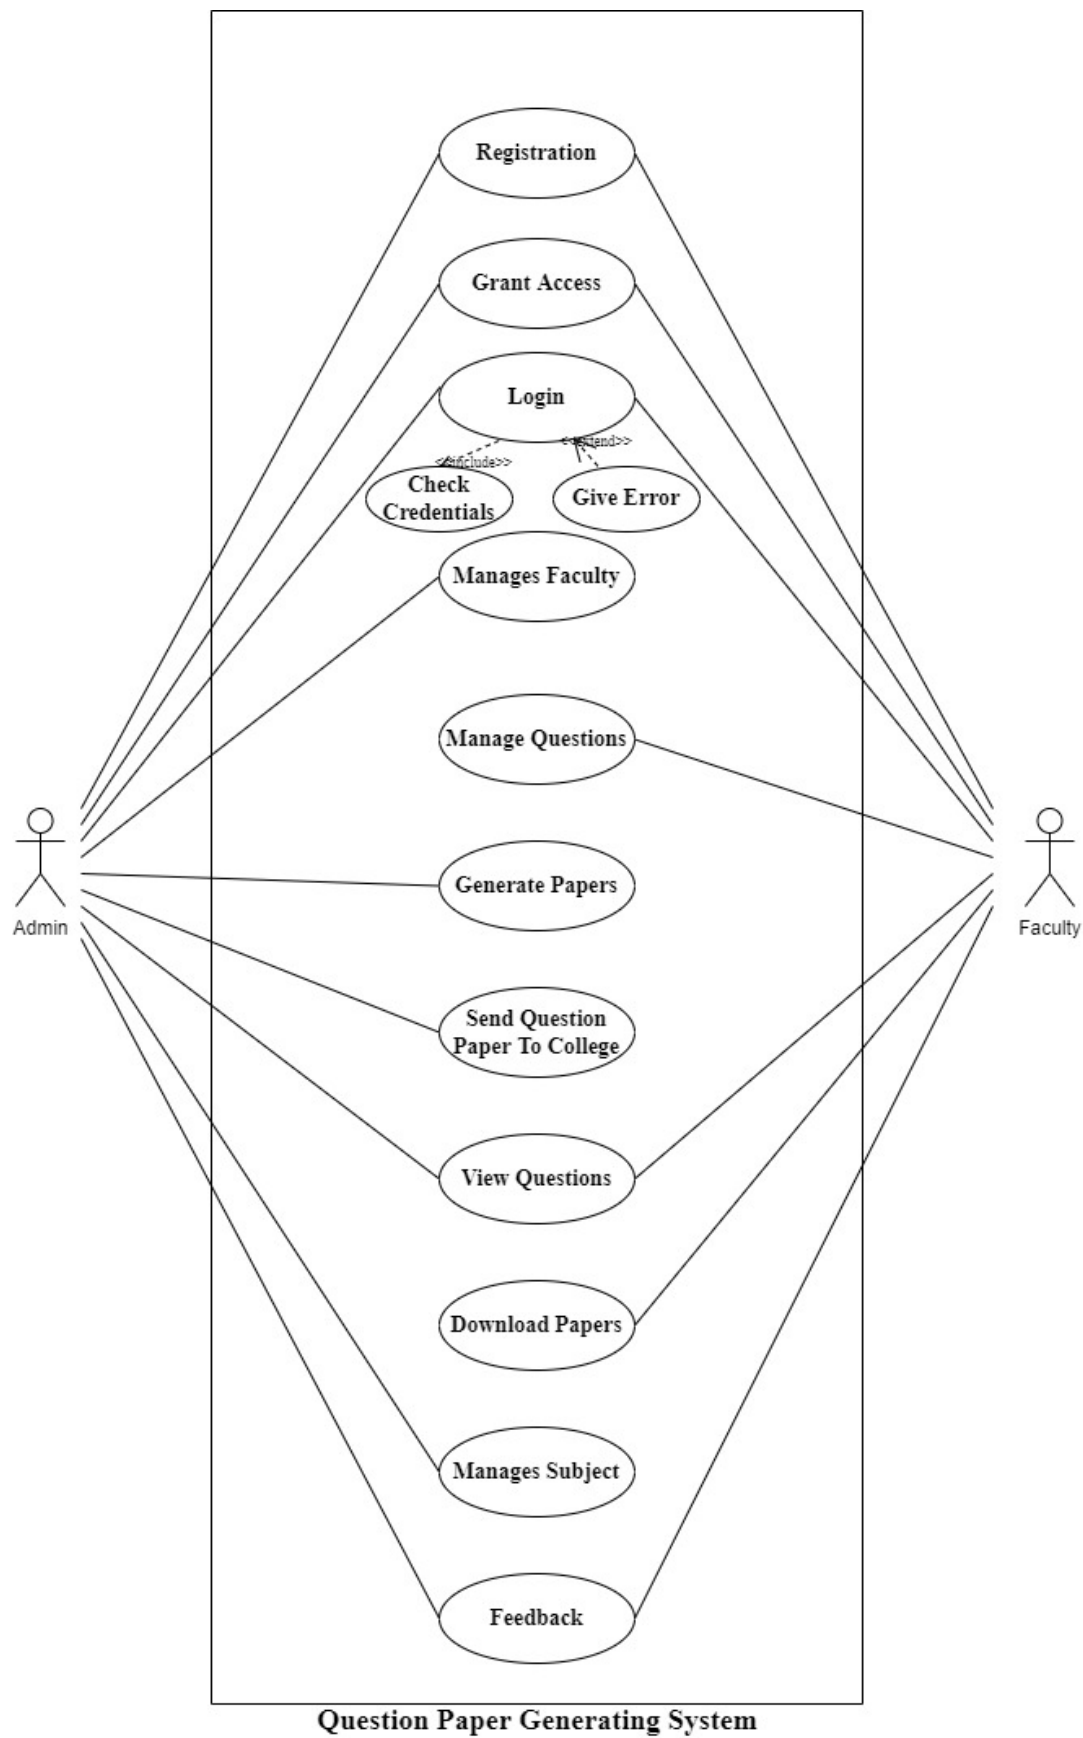 Registration
Grant Access
Login
<<extend>>
<<include>>
Check
Credentials
Give Error
Manages Faculty
Manage Questions
Generate Papers
Admin
Faculty
Send Question
Paper To College
View Questions
Download Papers
Manages Subject
Feedback
Question Paper Generating System